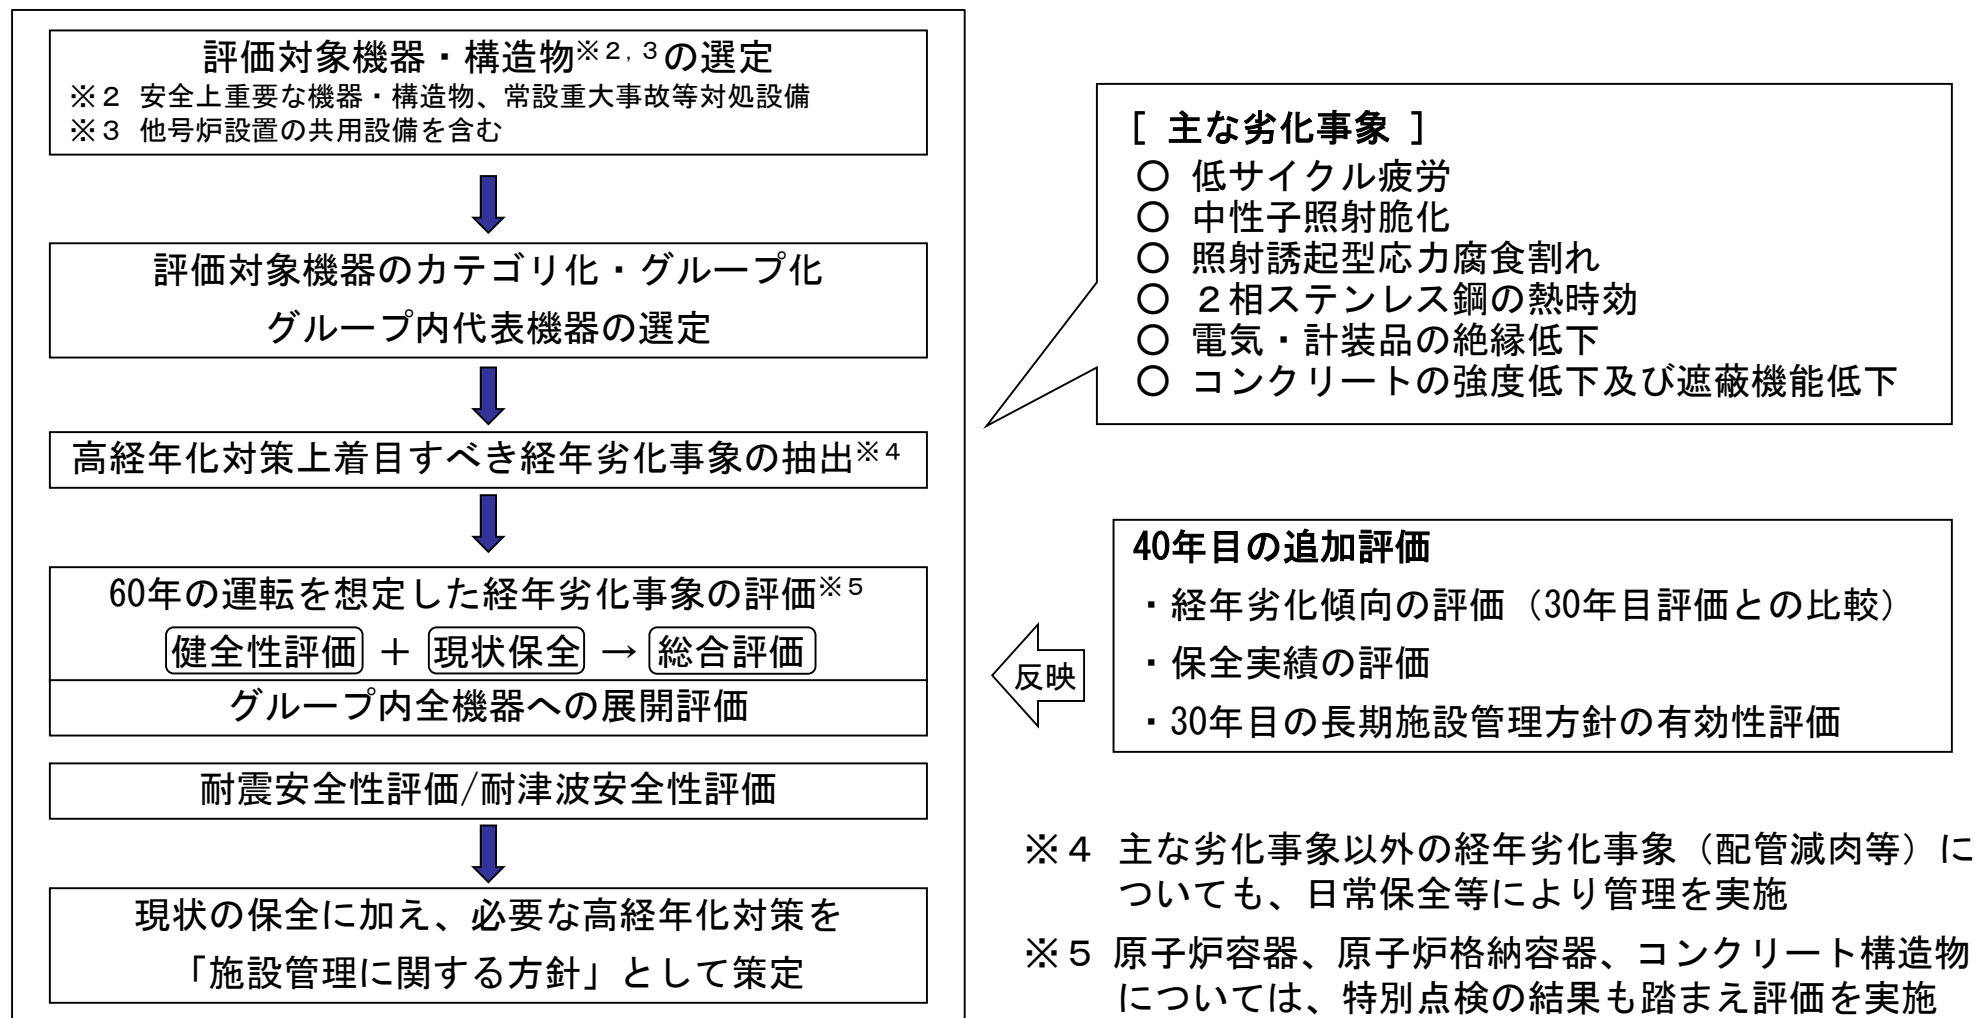 評価対象機器・構造物※2,3の選定
※２ 安全上重要な機器・構造物、常設重大事故等対処設備
※３ 他号炉設置の共用設備を含む
評価対象機器のカテゴリ化・グループ化
グループ内代表機器の選定
高経年化対策上着目すべき経年劣化事象の抽出※4
60年の運転を想定した経年劣化事象の評価※5
健全性評価 ＋ 現状保全 → 総合評価
グループ内全機器への展開評価
耐震安全性評価/耐津波安全性評価
現状の保全に加え、必要な高経年化対策を
「施設管理に関する方針」として策定
[ 主な劣化事象 ]
○ 低サイクル疲労
○ 中性子照射脆化
○ 照射誘起型応力腐食割れ
○ ２相ステンレス鋼の熱時効
○ 電気・計装品の絶縁低下
○ コンクリートの強度低下及び遮蔽機能低下
40年目の追加評価
・経年劣化傾向の評価（30年目評価との比較）
・保全実績の評価
・30年目の長期施設管理方針の有効性評価
反映
※４ 主な劣化事象以外の経年劣化事象（配管減肉等）に
ついても、日常保全等により管理を実施
※５ 原子炉容器、原子炉格納容器、コンクリート構造物
については、特別点検の結果も踏まえ評価を実施